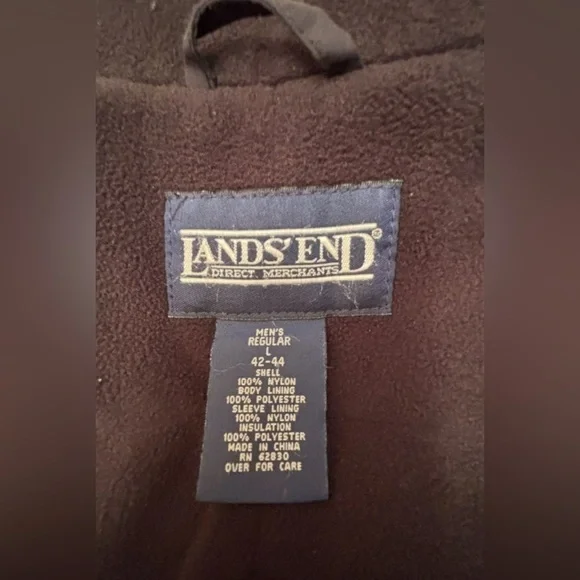 LANDS' END®
DIRECT MERCHANTS
MEN'S
REGULAR
L
42-44
SHELL
100% NYLON
BODY LINING
100% POLYESTER
SLEEVE LINING
100% NYLON
INSULATION
100% POLYESTER
MADE IN CHINA
RN 62830
OVER FOR CARE